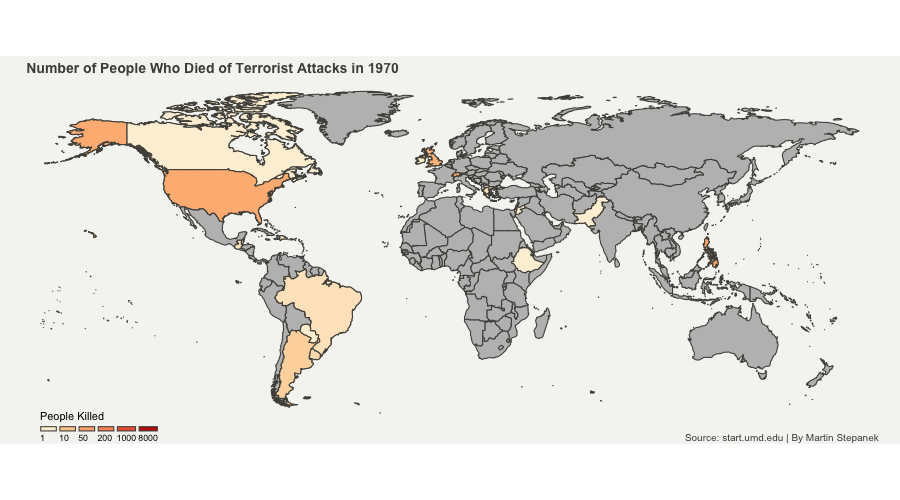 Number of People Who Died of Terrorist Attacks in 1970
People Killed
1 10 50 200 1000 8000
Source: start.umd.edu | By Martin Stepanek